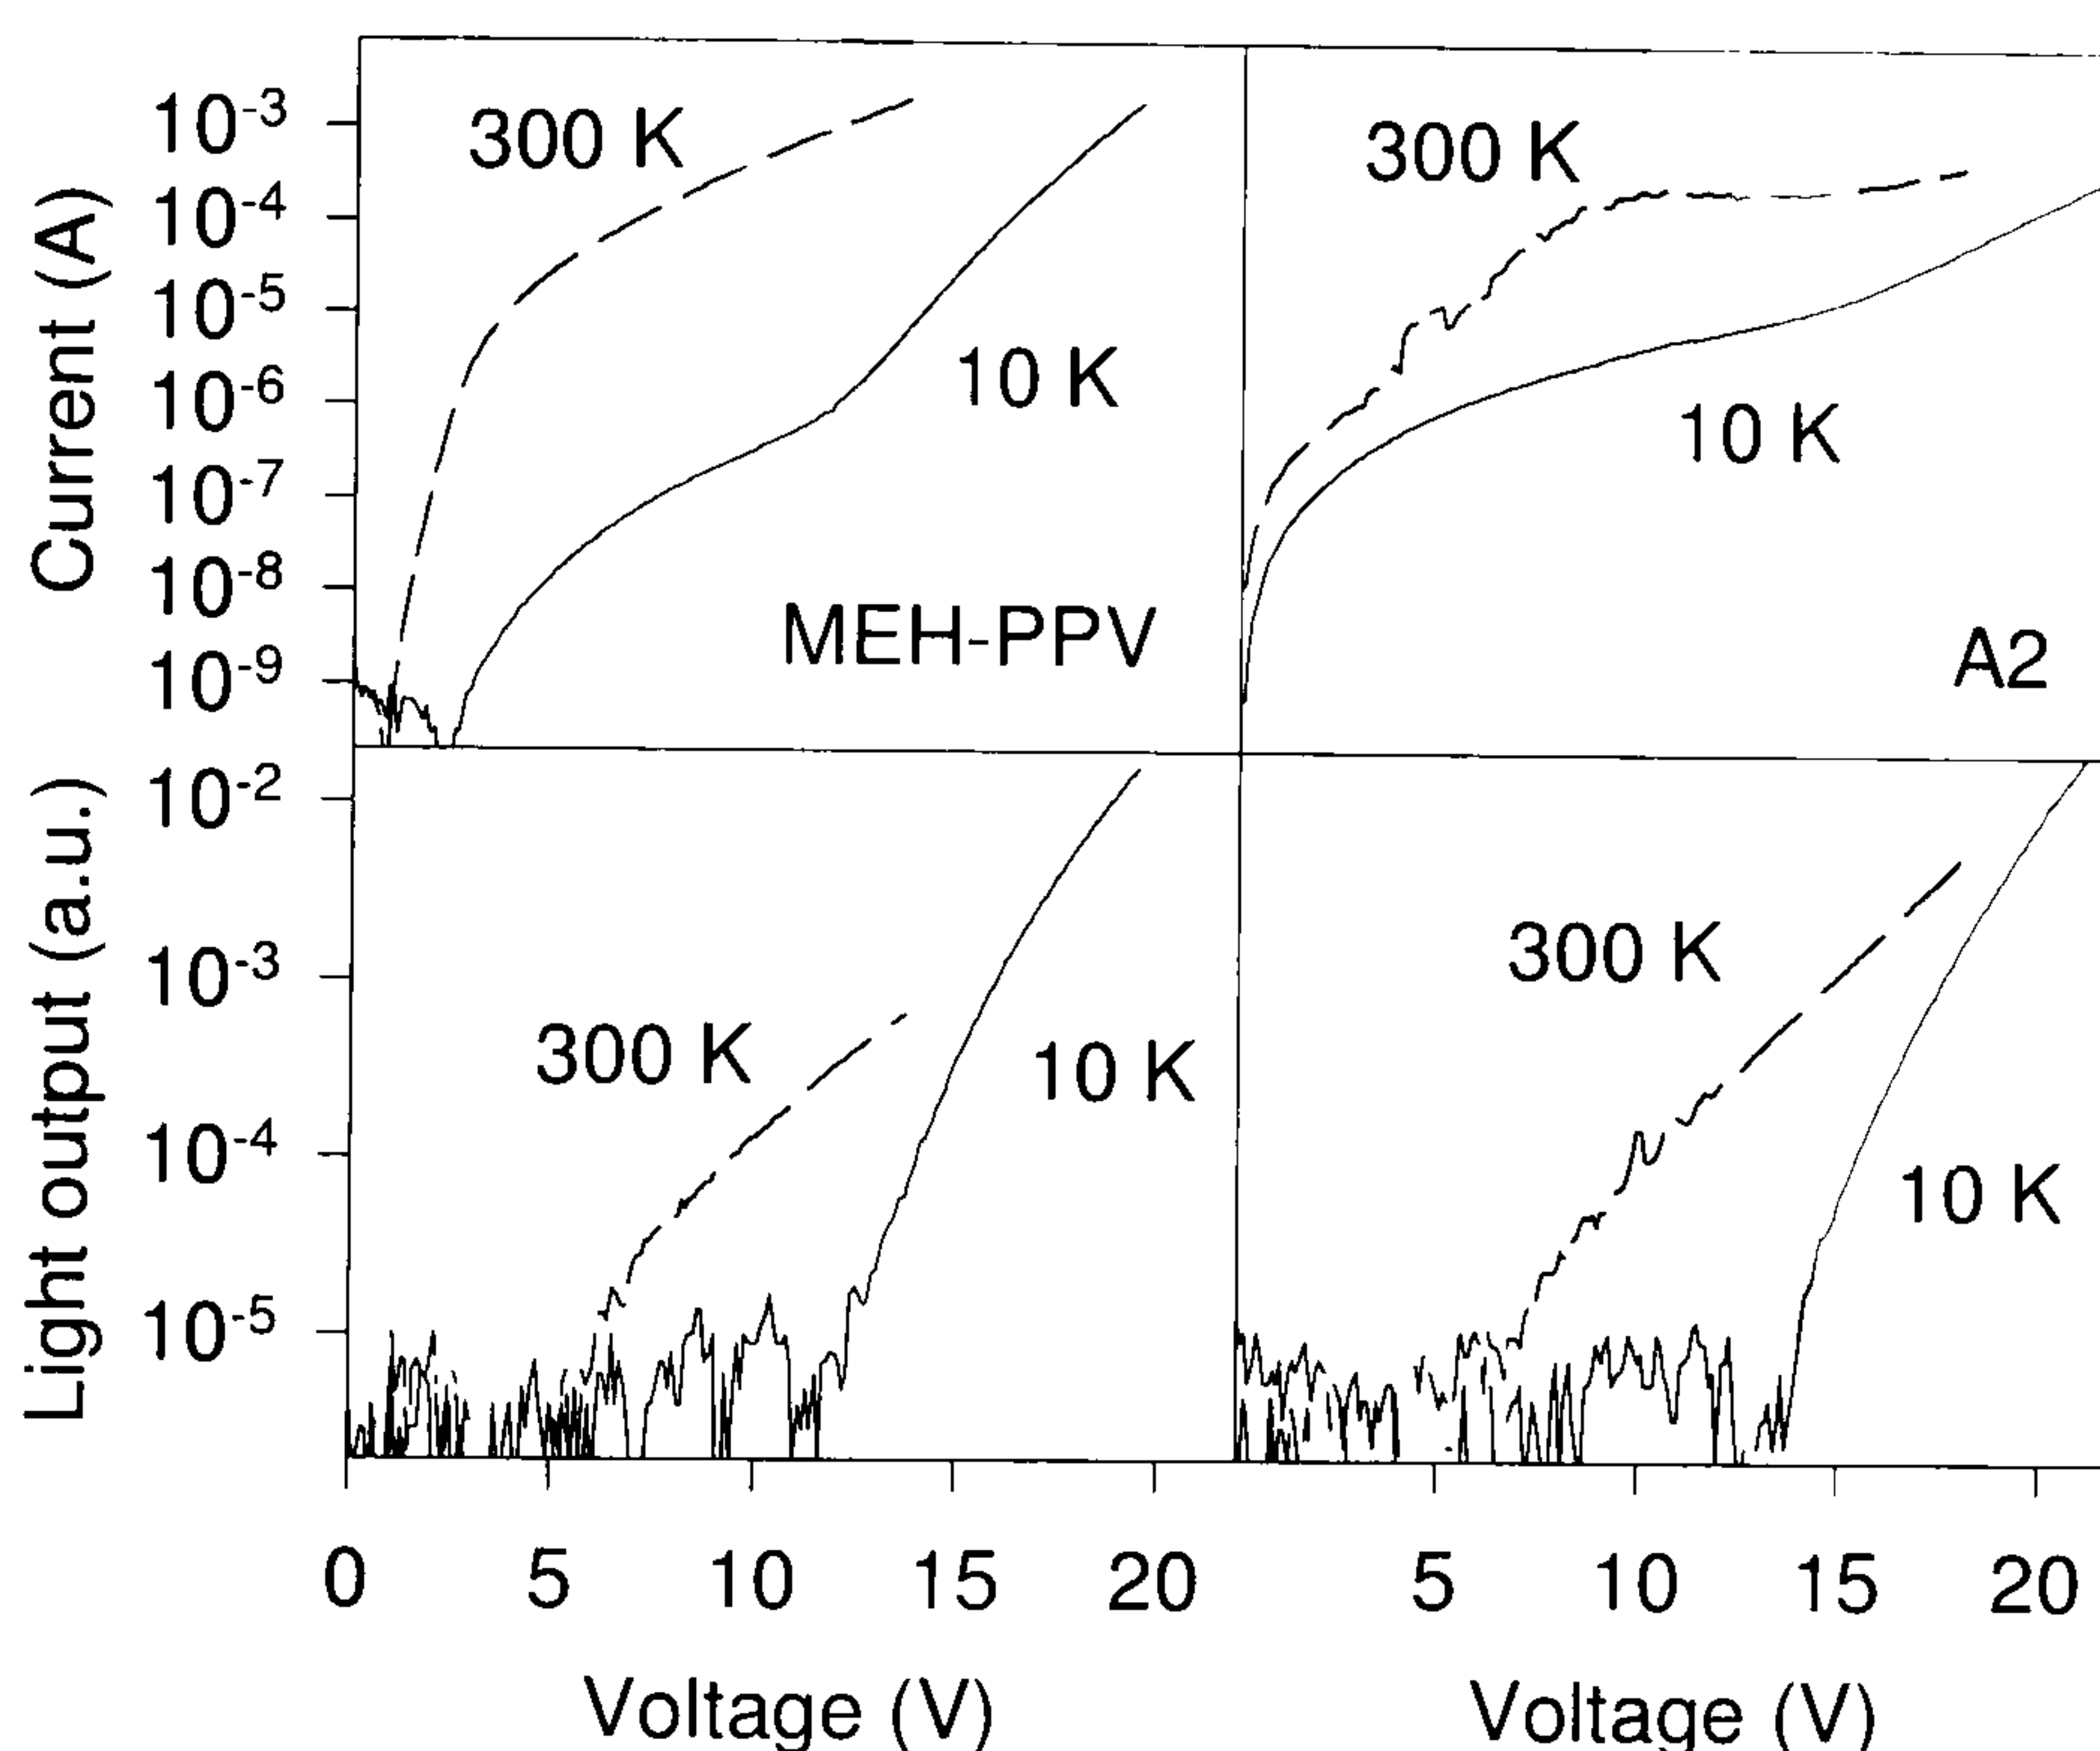 Current (A)
10⁻³
10⁻⁴
10⁻⁵
10⁻⁶
10⁻⁷
10⁻⁸
10⁻⁹
300 K
10 K
MEH-PPV
300 K
10 K
A2
Light output (a.u.)
10⁻²
10⁻³
10⁻⁴
10⁻⁵
300 K
10 K
300 K
10 K
0 5 10 15 20
5 10 15 20
Voltage (V)
Voltage (V)